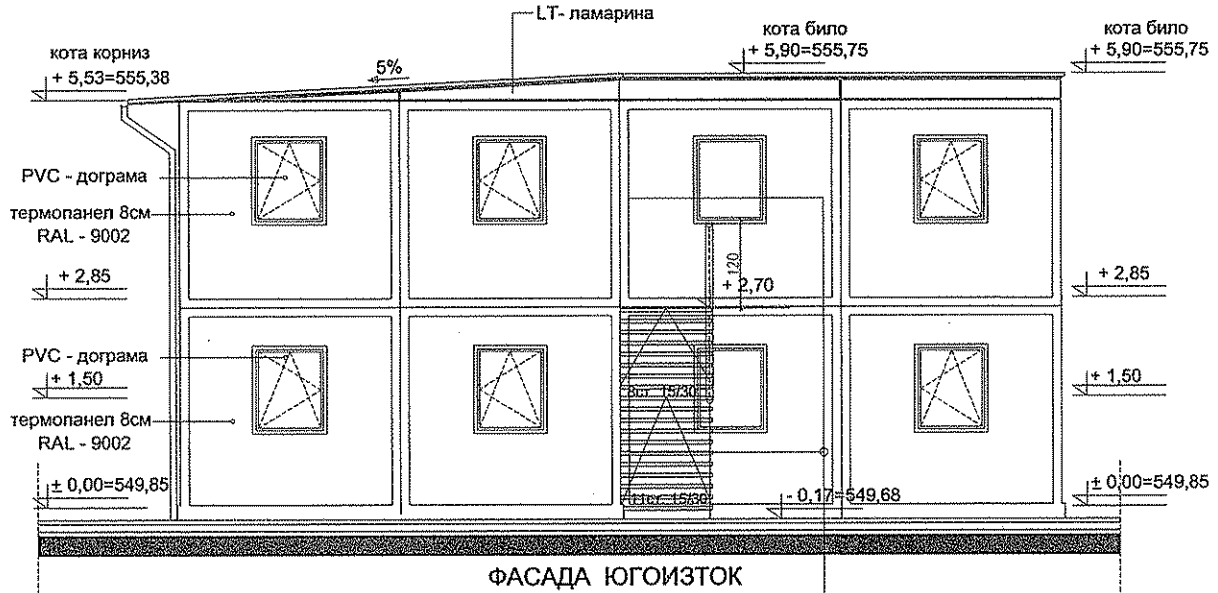 LT- ламарина
кота корниз
+ 5,53=555,38
5%
кота било
+ 5,90=555,75
кота било
+ 5,90=555,75
PVC - дограма
термопанел 8см
RAL - 9002
+ 2,85
120
+ 2,70
+ 2,85
PVC - дограма
+ 1,50
8ст. 15/30
+ 1,50
термопанел 8см
RAL - 9002
± 0,00=549,85
11ст. 15/30
- 0,17=549,68
± 0,00=549,85
ФАСАДА ЮГОИЗТОК